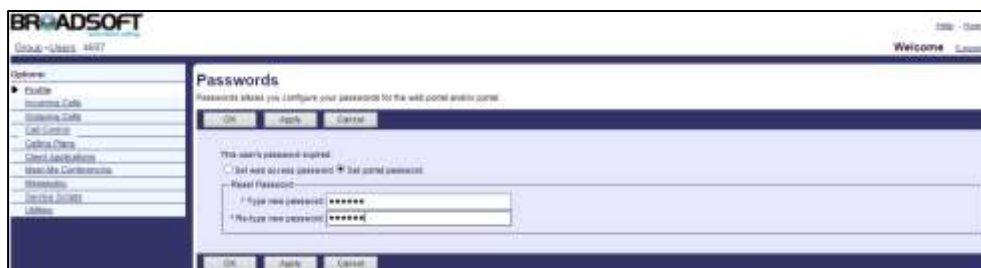 BROADSOFT
Help - Home
Group >Users : 4697
Welcome
Options:
Profile
Incoming Calls
Outgoing Calls
Call Control
Calling Plans
Client Applications
Meet-Me Conferencing
Messaging
Service Scripts
Utilities
Passwords
Passwords allows you configure your passwords for the web portal and/or portal
OK Apply Cancel
This user's password expired
Set web access password Set portal password
Reset Password
* Type new password:
* Re-type new password:
OK Apply Cancel